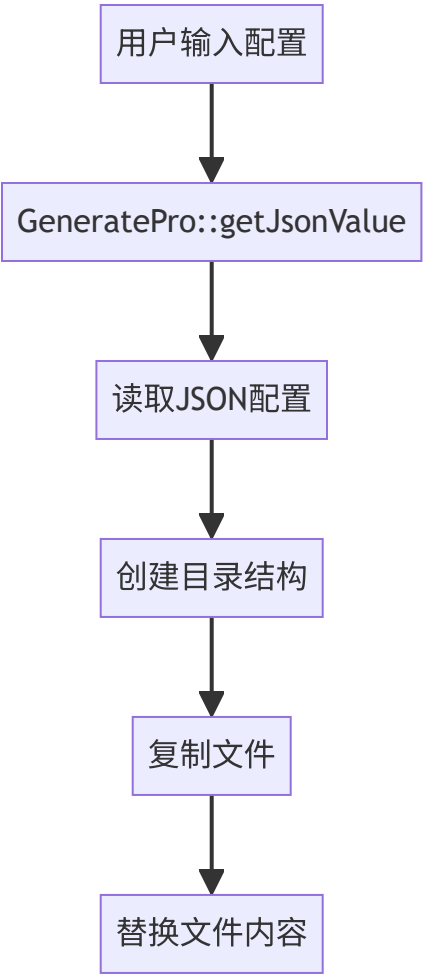 用户输入配置
GeneratePro::getJsonValue
读取JSON配置
创建目录结构
复制文件
替换文件内容